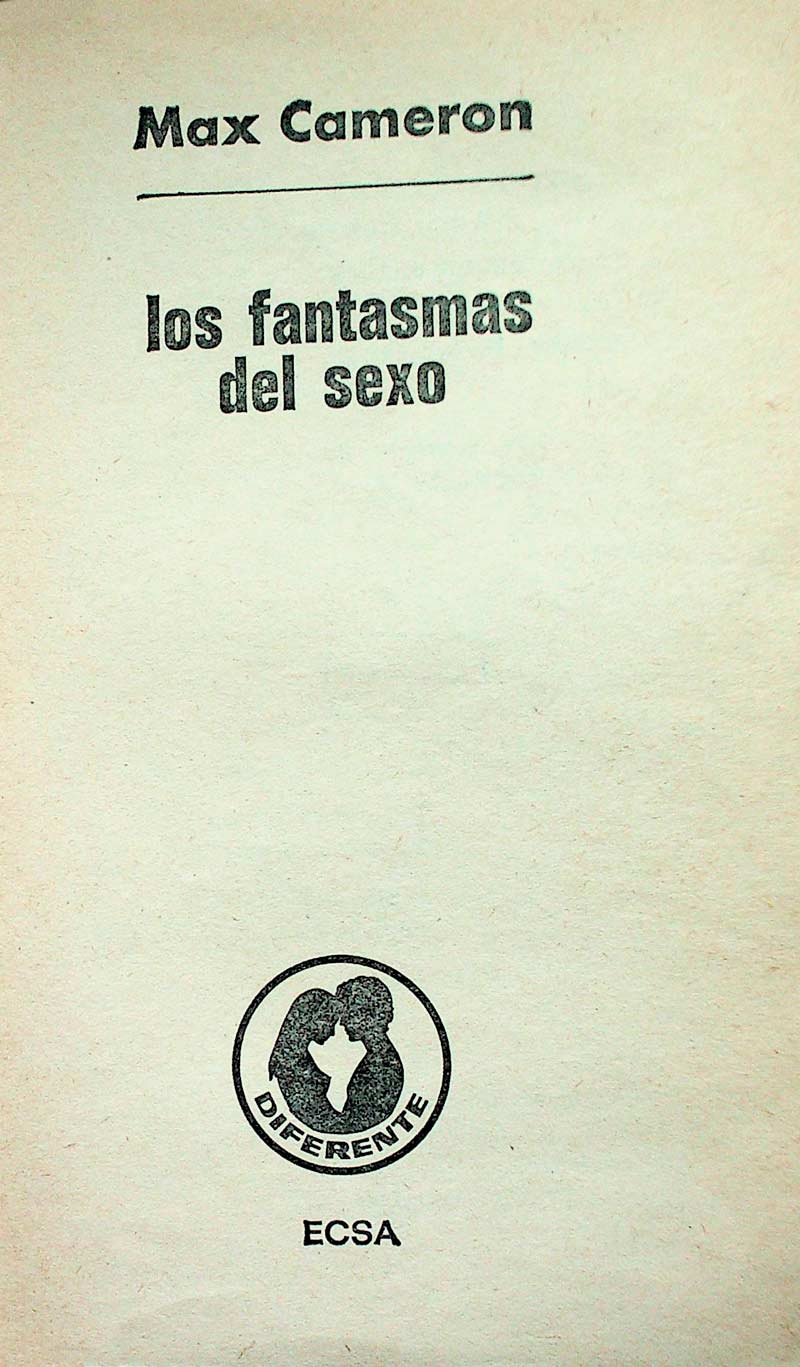 Max Cameron
los fantasmas
del sexo
DIFERENTE
ECSA